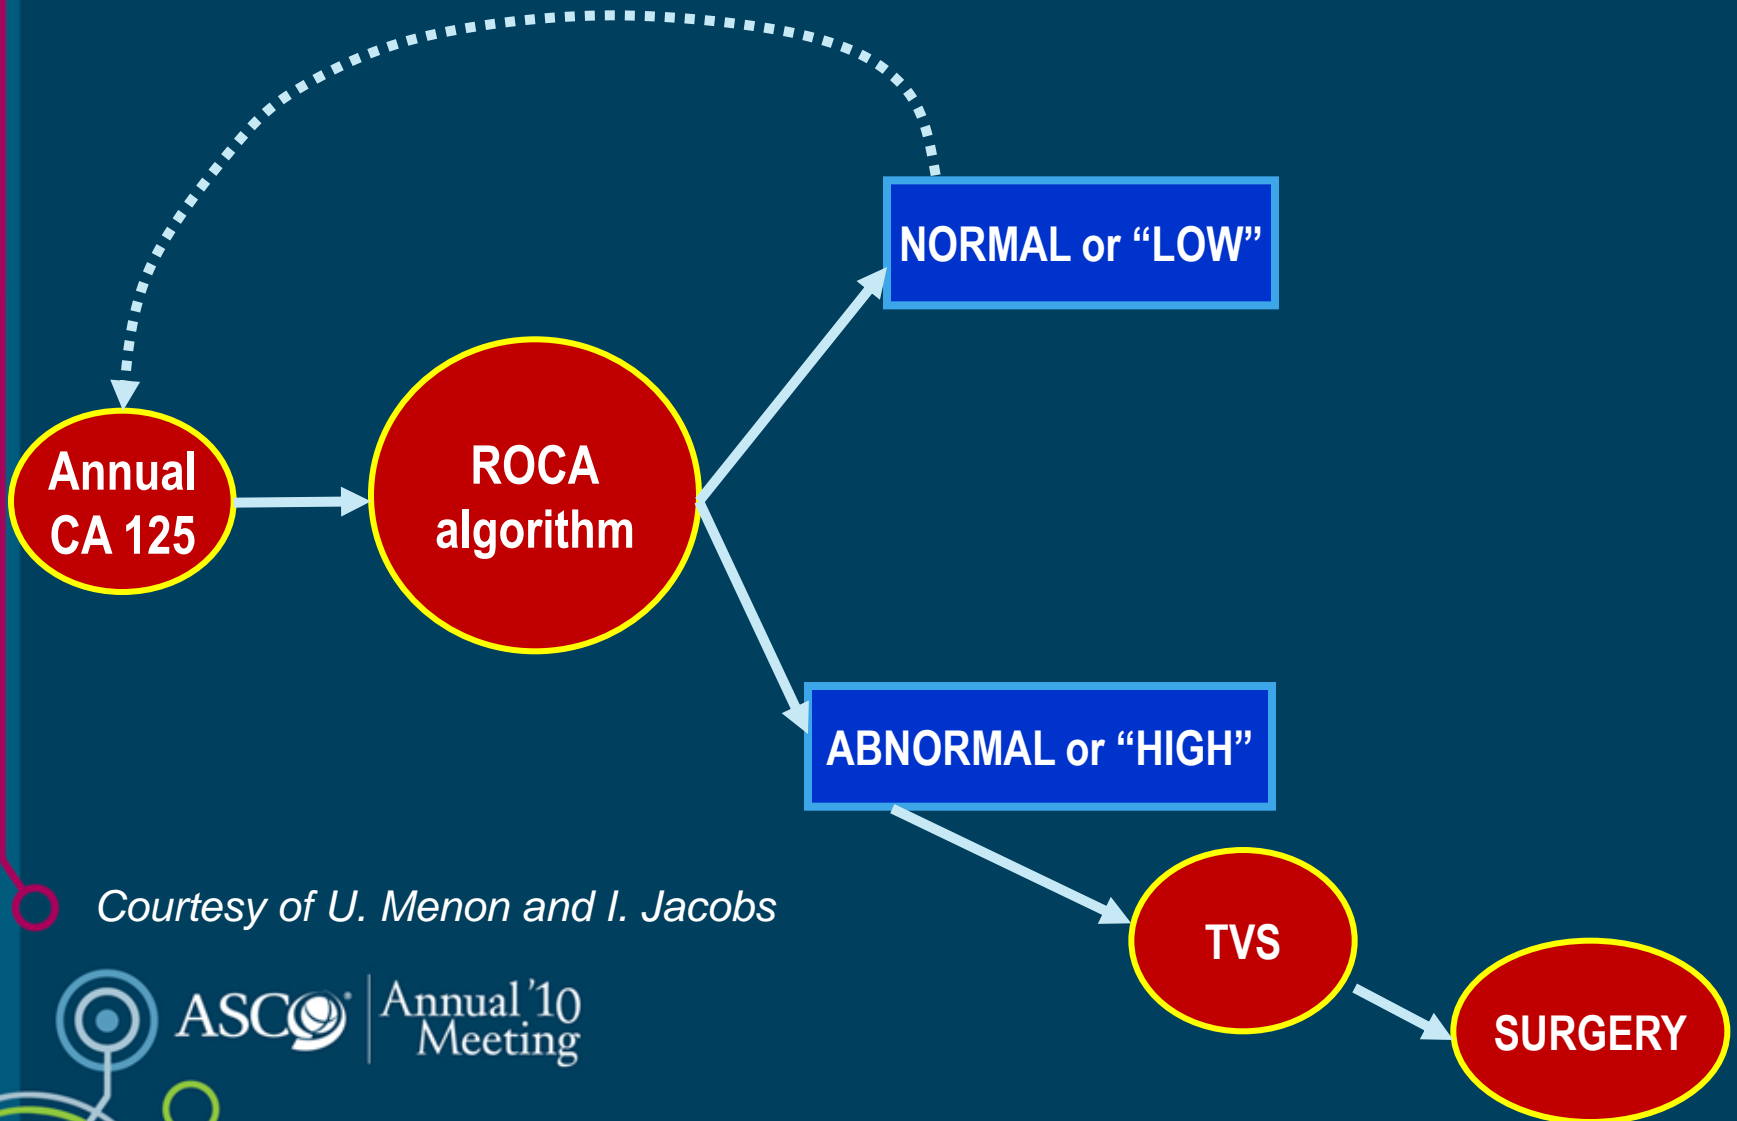 NORMAL or “LOW”
Annual
CA 125
ROCA
algorithm
ABNORMAL or “HIGH”
TVS
SURGERY
Courtesy of U. Menon and I. Jacobs
ASCO® Annual '10
Meeting